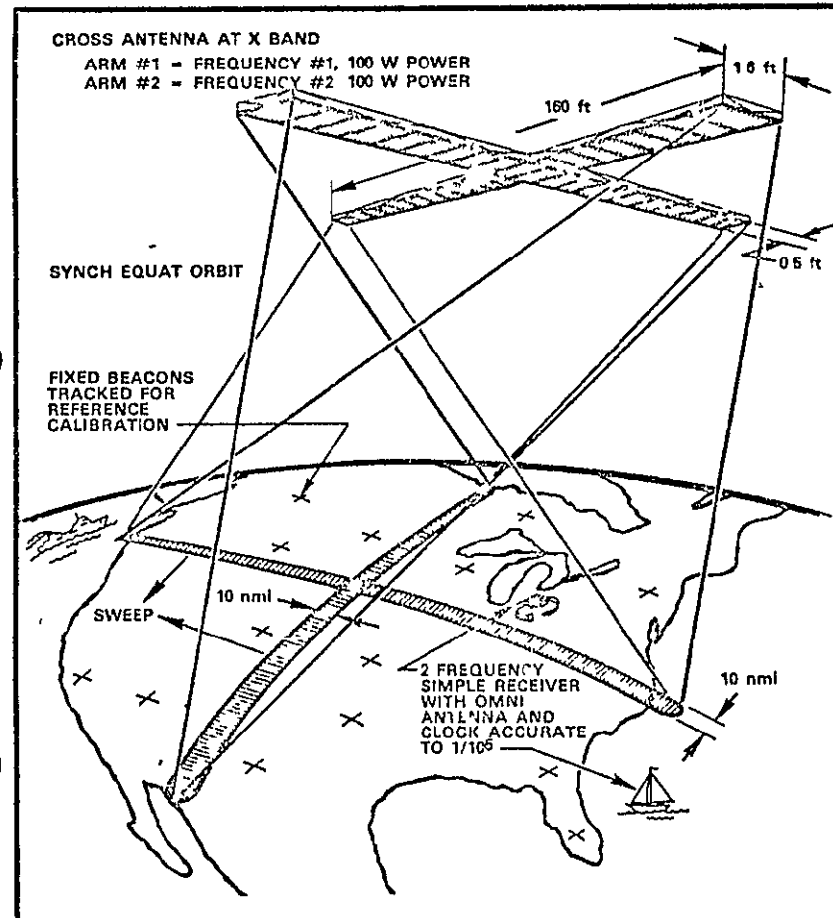 CROSS ANTENNA AT X BAND
ARM #1 = FREQUENCY #1, 100 W POWER
ARM #2 = FREQUENCY #2 100 W POWER
1 6 ft
160 ft
SYNCH EQUAT ORBIT
0 5 ft
FIXED BEACONS
TRACKED FOR
REFERENCE
CALIBRATION
SWEEP
10 nmi
2 FREQUENCY
SIMPLE RECEIVER
WITH OMNI
ANTENNA AND
CLOCK ACCURATE
TO 1/10⁵
10 nmi